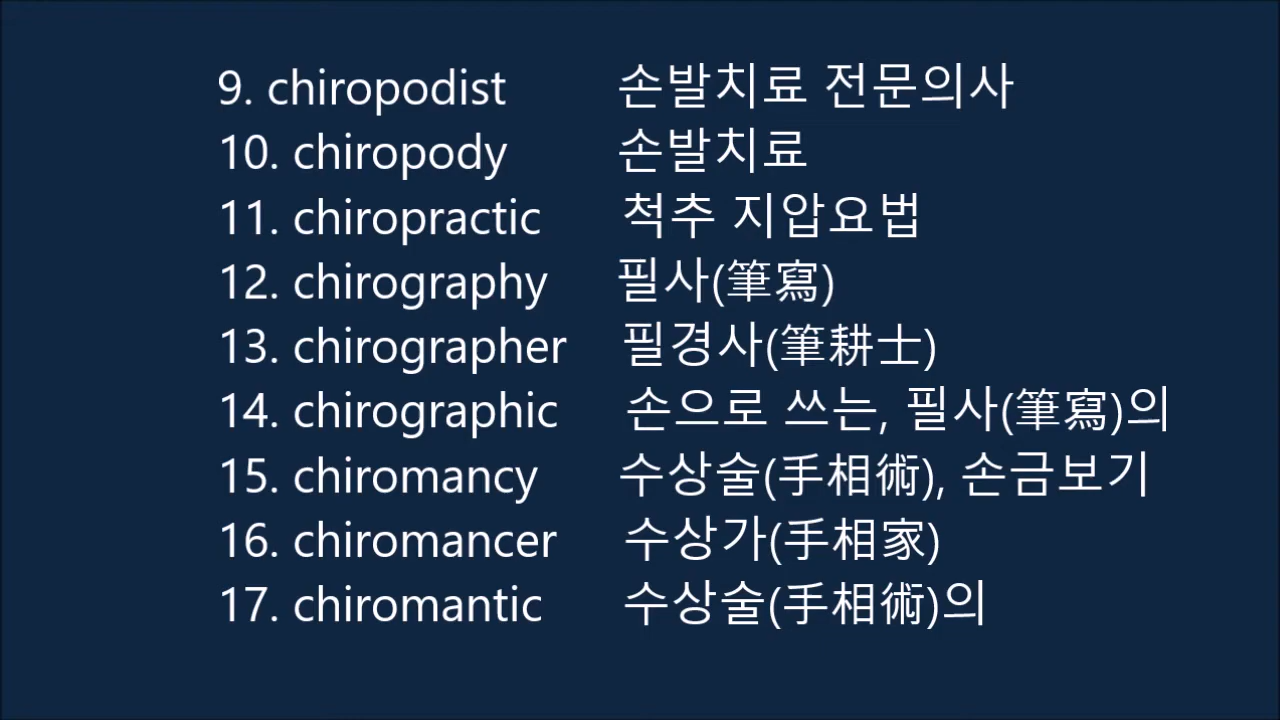 9. chiropodist 손발치료 전문의사
10. chiropody 손발치료
11. chiropractic 척추 지압요법
12. chirography 필사(筆寫)
13. chirographer 필경사(筆耕士)
14. chirographic 손으로 쓰는, 필사(筆寫)의
15. chiromancy 수상술(手相術), 손금보기
16. chiromancer 수상가(手相家)
17. chiromantic 수상술(手相術)의